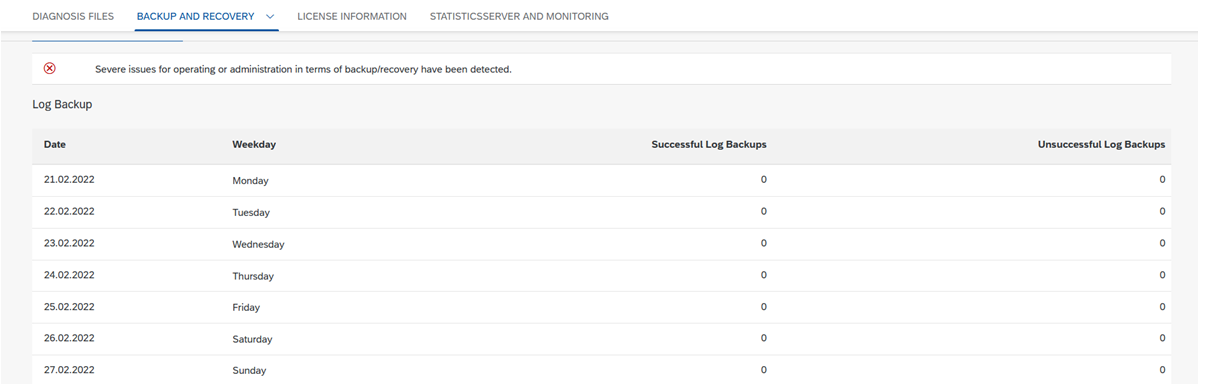 DIAGNOSIS FILES BACKUP AND RECOVERY LICENSE INFORMATION STATISTICSSERVER AND MONITORING
Severe issues for operating or administration in terms of backup/recovery have been detected.
Log Backup
Date Weekday Successful Log Backups Unsuccessful Log Backups
21.02.2022 Monday 0 0
22.02.2022 Tuesday 0 0
23.02.2022 Wednesday 0 0
24.02.2022 Thursday 0 0
25.02.2022 Friday 0 0
26.02.2022 Saturday 0 0
27.02.2022 Sunday 0 0